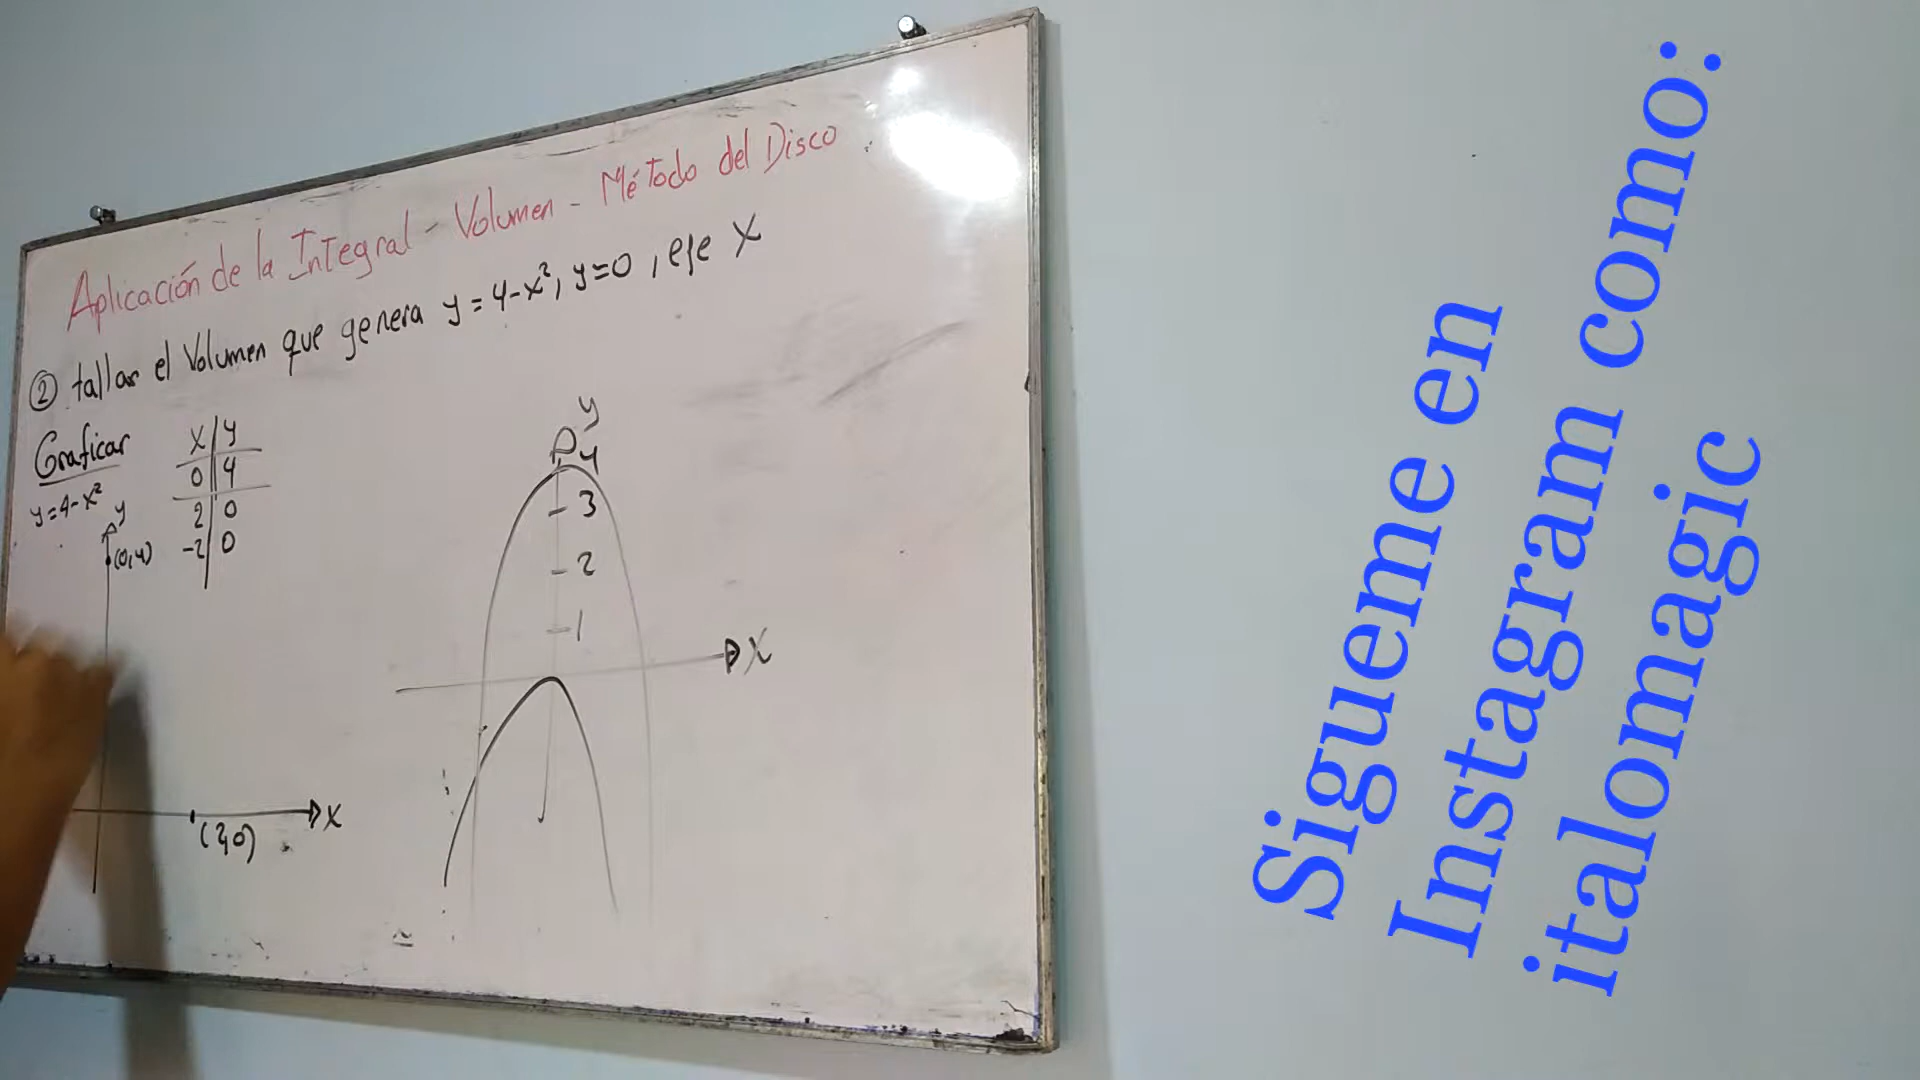 Aplicación de la Integral - Volumen - Método del Disco
② tallar el Volumen que genera y = 4-x², y=0, eje X
Graficar
y=4-x²
x y
0 4
2 0
-2 0
y
(0,4)
x
(2,0)
y
4
3
2
1
x
Sigueme en
Instagram como:
italomagic